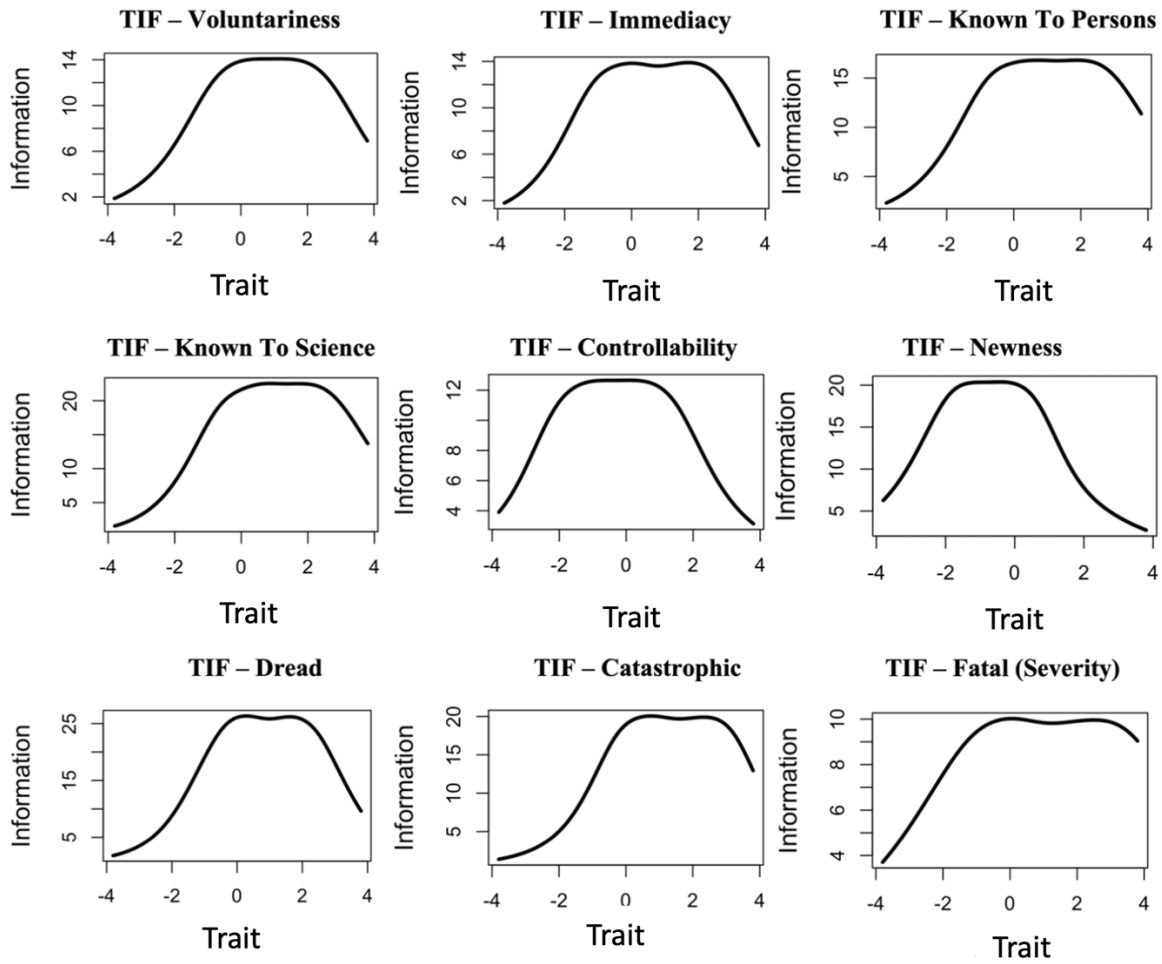 TIF – Voluntariness
TIF – Immediacy
TIF – Known To Persons
Information
14
10
6
2
-4 -2 0 2 4
Trait
Information
14
10
6
2
-4 -2 0 2 4
Trait
Information
15
10
5
-4 -2 0 2 4
Trait
TIF – Known To Science
TIF – Controllability
TIF – Newness
Information
20
10
5
-4 -2 0 2 4
Trait
Information
12
8
6
4
-4 -2 0 2 4
Trait
Information
20
15
10
5
-4 -2 0 2 4
Trait
TIF – Dread
TIF – Catastrophic
TIF – Fatal (Severity)
Information
25
15
5
-4 -2 0 2 4
Trait
Information
20
15
10
5
-4 -2 0 2 4
Trait
Information
10
8
6
4
-4 -2 0 2 4
Trait